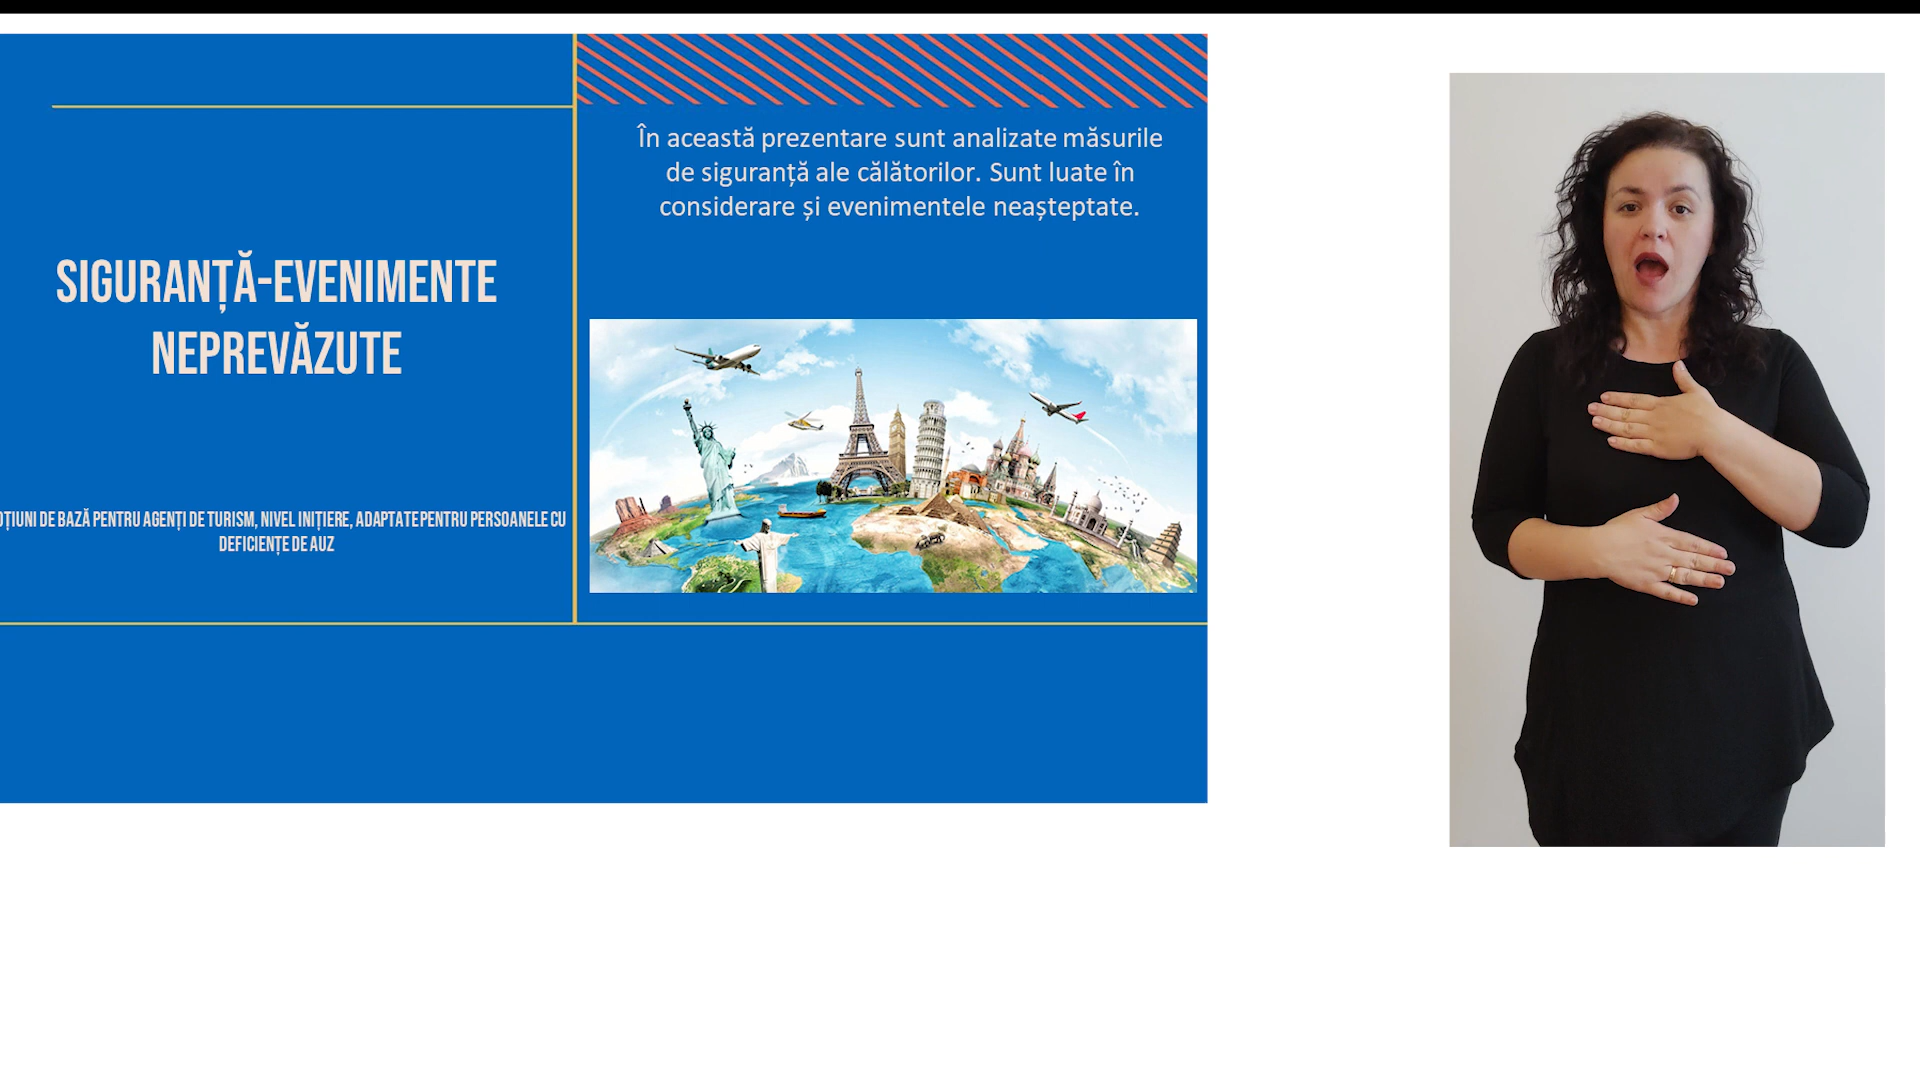 În această prezentare sunt analizate măsurile
de siguranță ale călătorilor. Sunt luate în
considerare și evenimentele neașteptate.
SIGURANȚĂ-EVENIMENTE
NEPREVĂZUTE
OȚIUNI DE BAZĂ PENTRU AGENȚI DE TURISM, NIVEL INIȚIERE, ADAPTATE PENTRU PERSOANELE CU
DEFICIENȚE DE AUZ